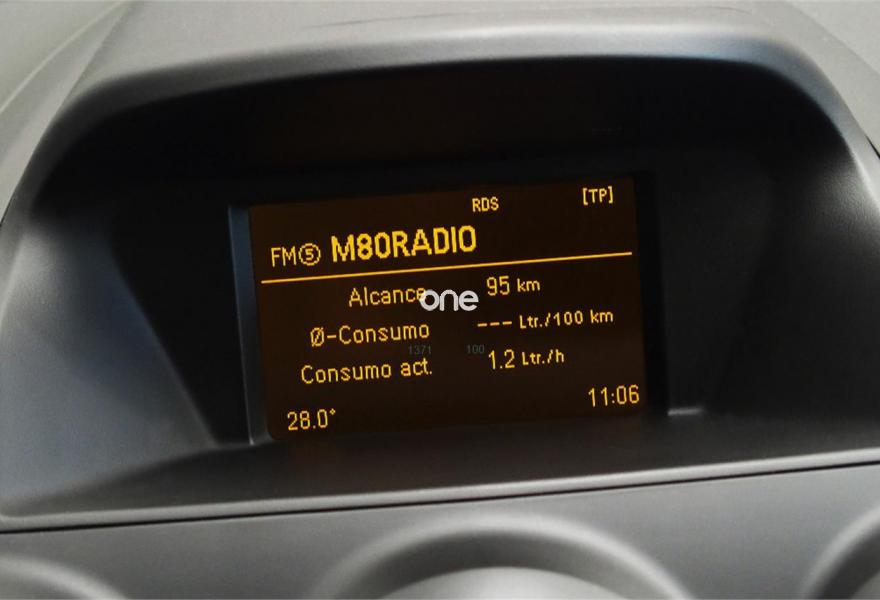 RDS [TP]
FM⑤ M80RADIO
Alcance 95 km
one
Ø-Consumo --- Ltr./100 km
1371 100
Consumo act. 1.2 Ltr./h
28.0° 11:06